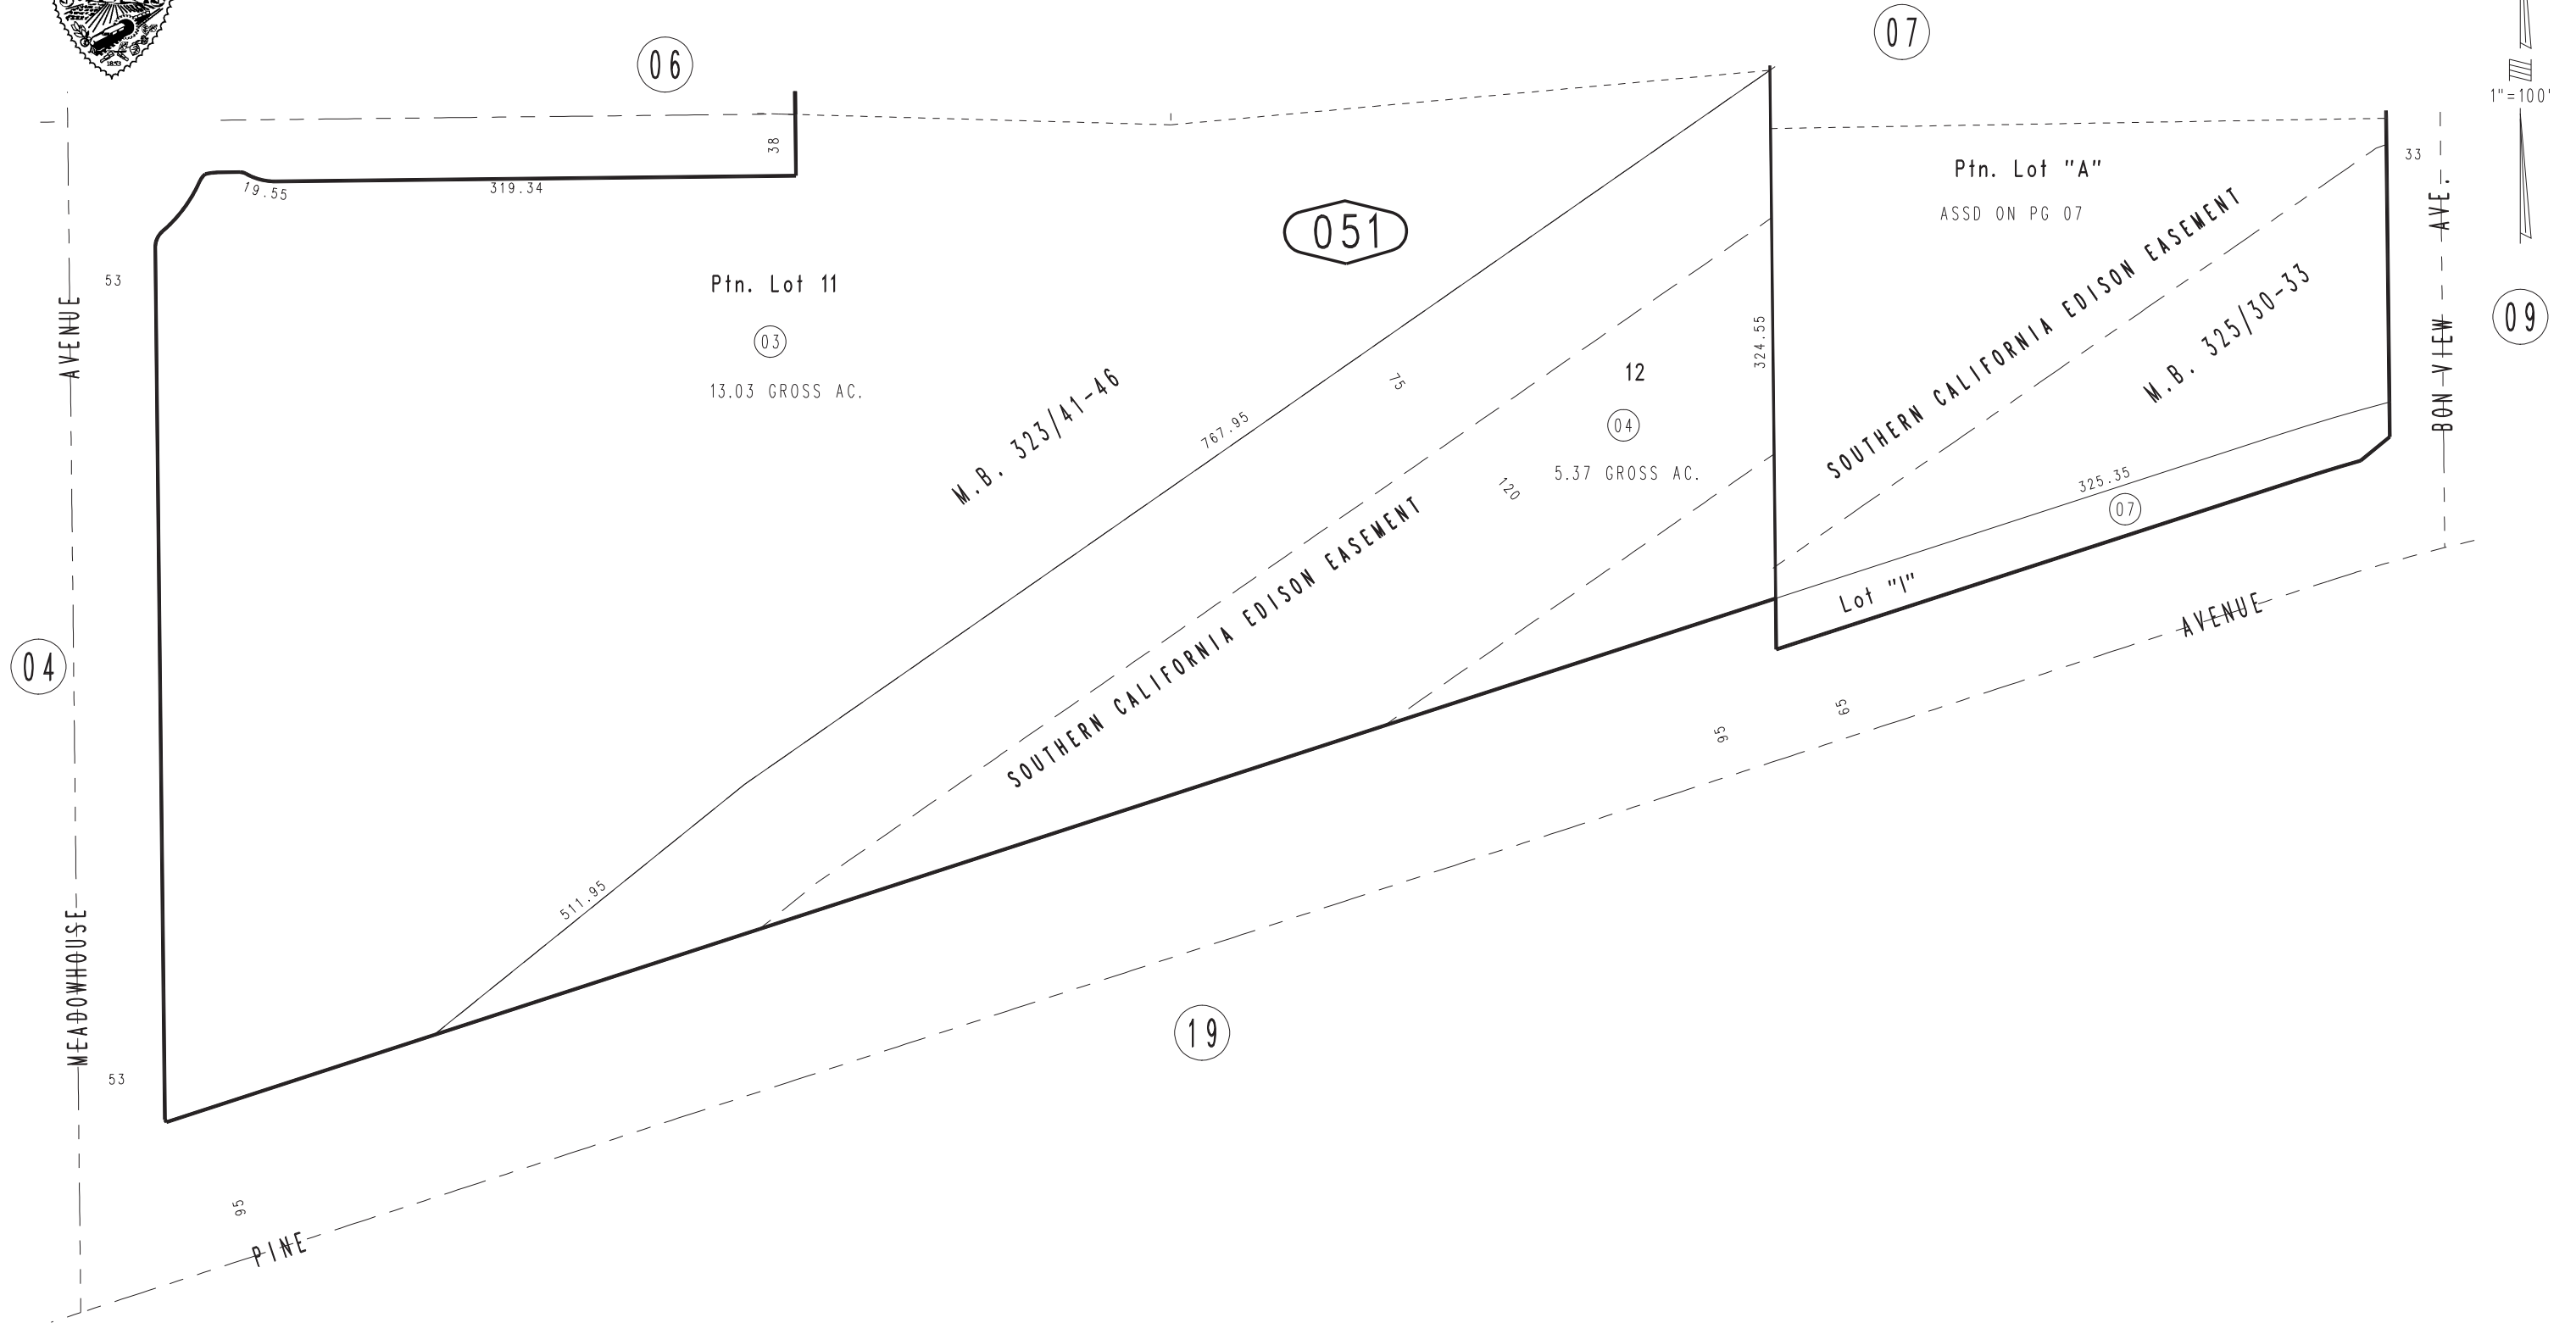 1853
06
07
1"=100'
38
33
19.55
319.34
Ptn. Lot "A"
ASSD ON PG 07
051
53
Ptn. Lot 11
03
13.03 GROSS AC.
M.B. 323/41-46
767.95
75
12
04
5.37 GROSS AC.
324.55
120
SOUTHERN CALIFORNIA EDISON EASEMENT
M.B. 325/30-33
BON VIEW AVE.
09
325.35
07
Lot "I"
SOUTHERN CALIFORNIA EDISON EASEMENT
04
MEADOWHOUSE AVENUE
511.95
95
65
19
53
95
PINE AVENUE